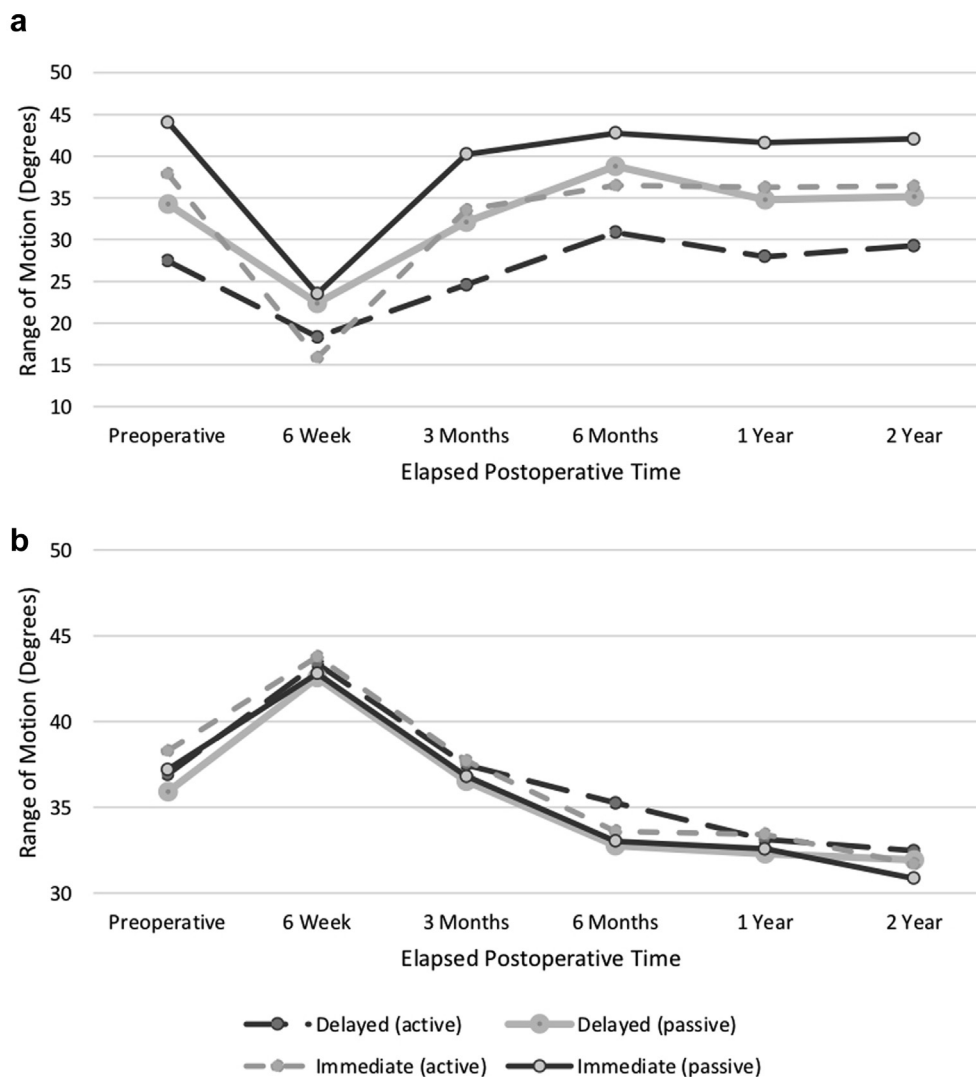 a
50
45
40
35
30
25
20
15
10
Range of Motion (Degrees)
Preoperative 6 Week 3 Months 6 Months 1 Year 2 Year
Elapsed Postoperative Time
b
50
45
40
35
30
Range of Motion (Degrees)
Preoperative 6 Week 3 Months 6 Months 1 Year 2 Year
Elapsed Postoperative Time
Delayed (active) Delayed (passive)
Immediate (active) Immediate (passive)